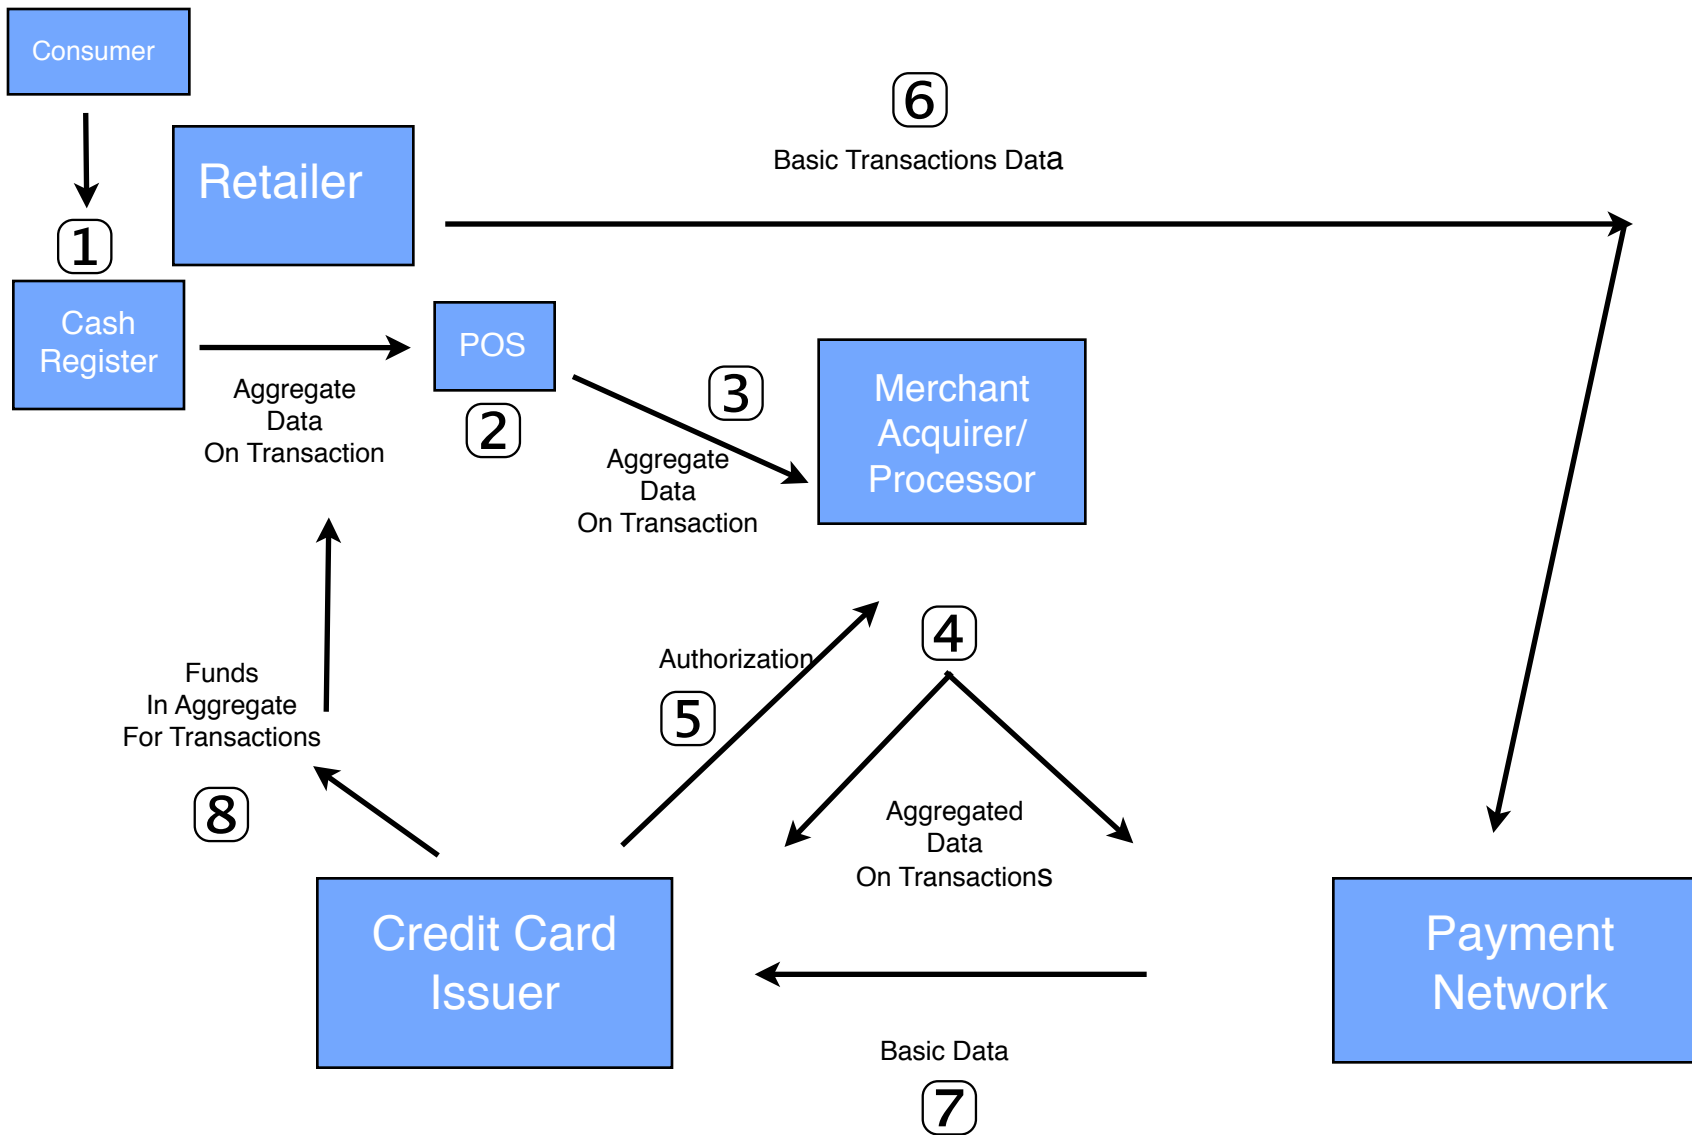 Consumer
6
Basic Transactions Data
Retailer
1
Cash
Register
POS
Aggregate
Data
On Transaction
2
3
Merchant
Acquirer/
Processor
Aggregate
Data
On Transaction
4
Authorization
5
Funds
In Aggregate
For Transactions
8
Aggregated
Data
On Transactions
Credit Card
Issuer
Payment
Network
Basic Data
7